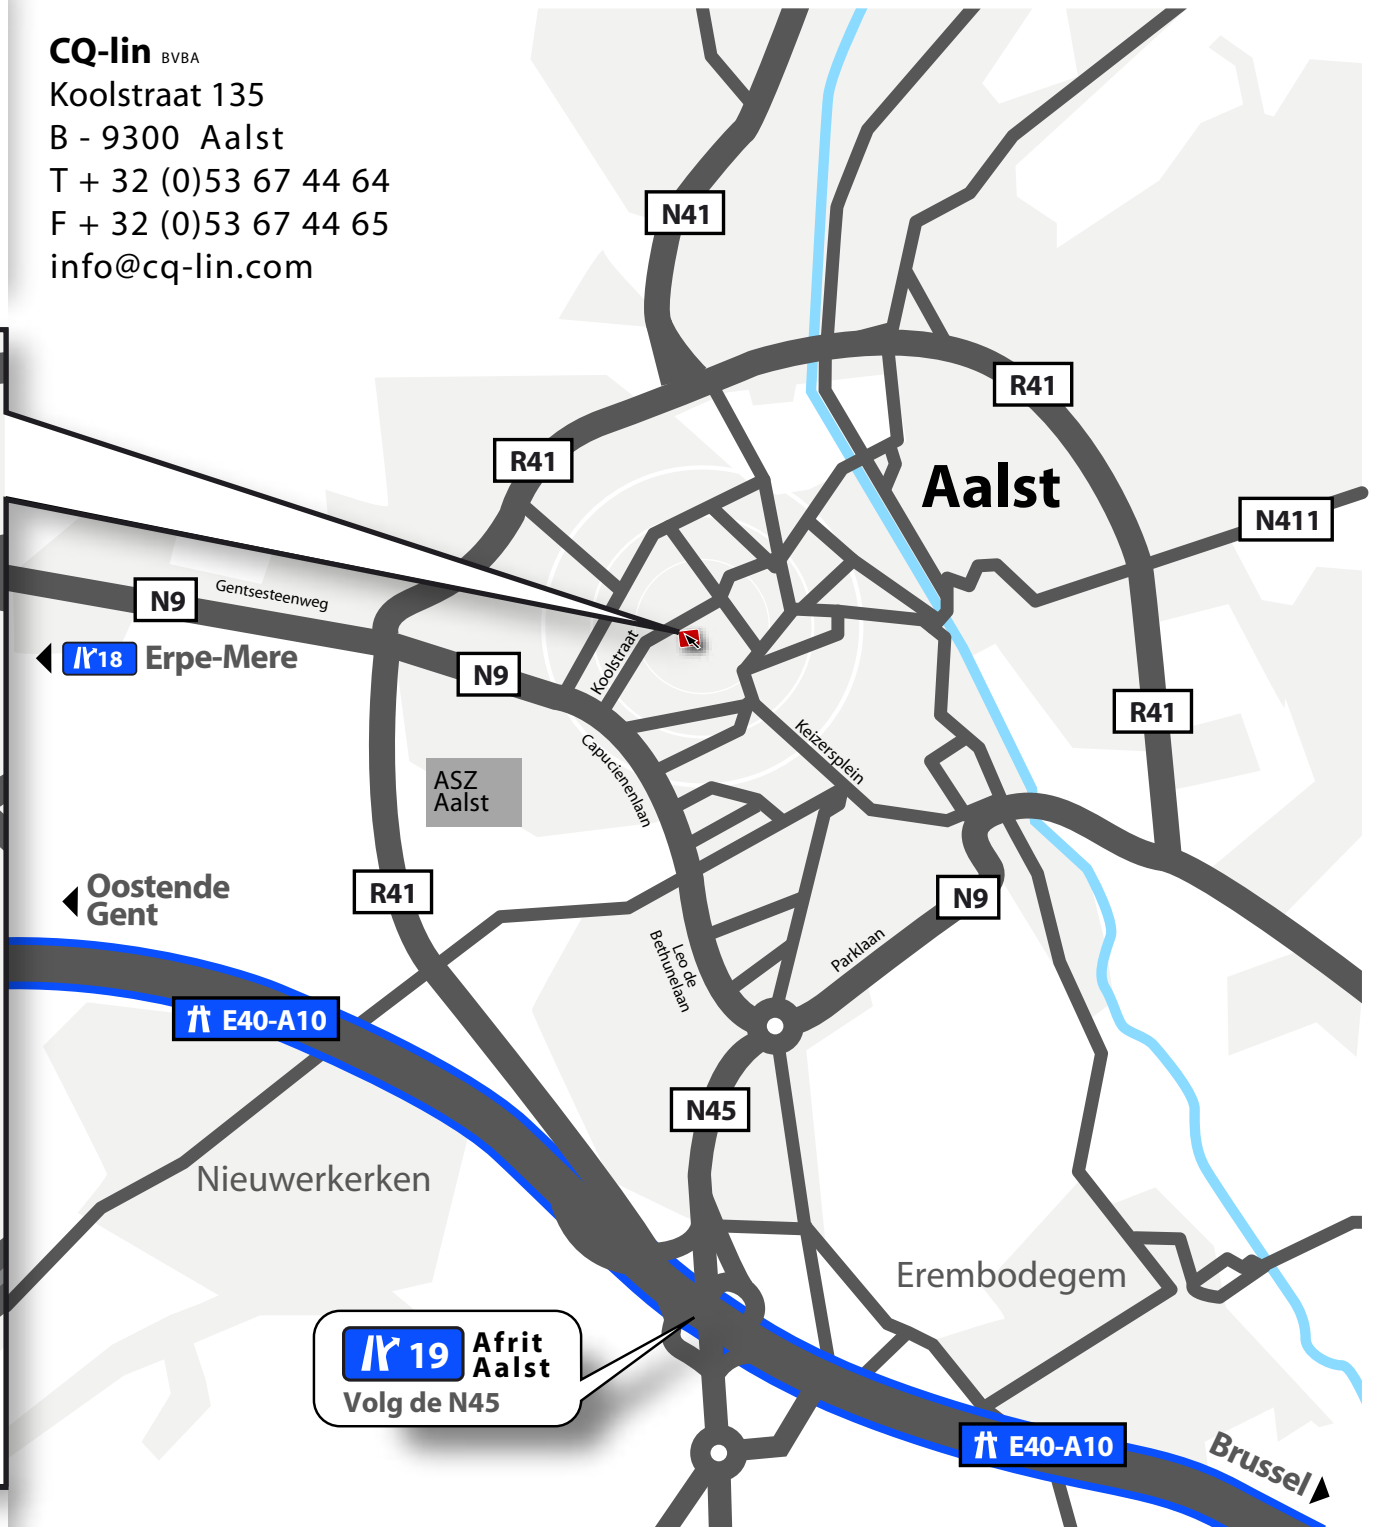 CQ-lin BVBA
Koolstraat 135
B - 9300 Aalst
T + 32 (0)53 67 44 64
F + 32 (0)53 67 44 65
info@cq-lin.com
N41
R41
R41
Aalst
N411
N9
Gentsesteenweg
18 Erpe-Mere
N9
Koolstraat
R41
Keizersplein
Capucienenlaan
ASZ
Aalst
R41
Oostende
Gent
N9
Parklaan
Leo de
Bethunelaan
E40-A10
N45
Nieuwerkerken
Erembodegem
19 Afrit
Aalst
Volg de N45
E40-A10
Brussel